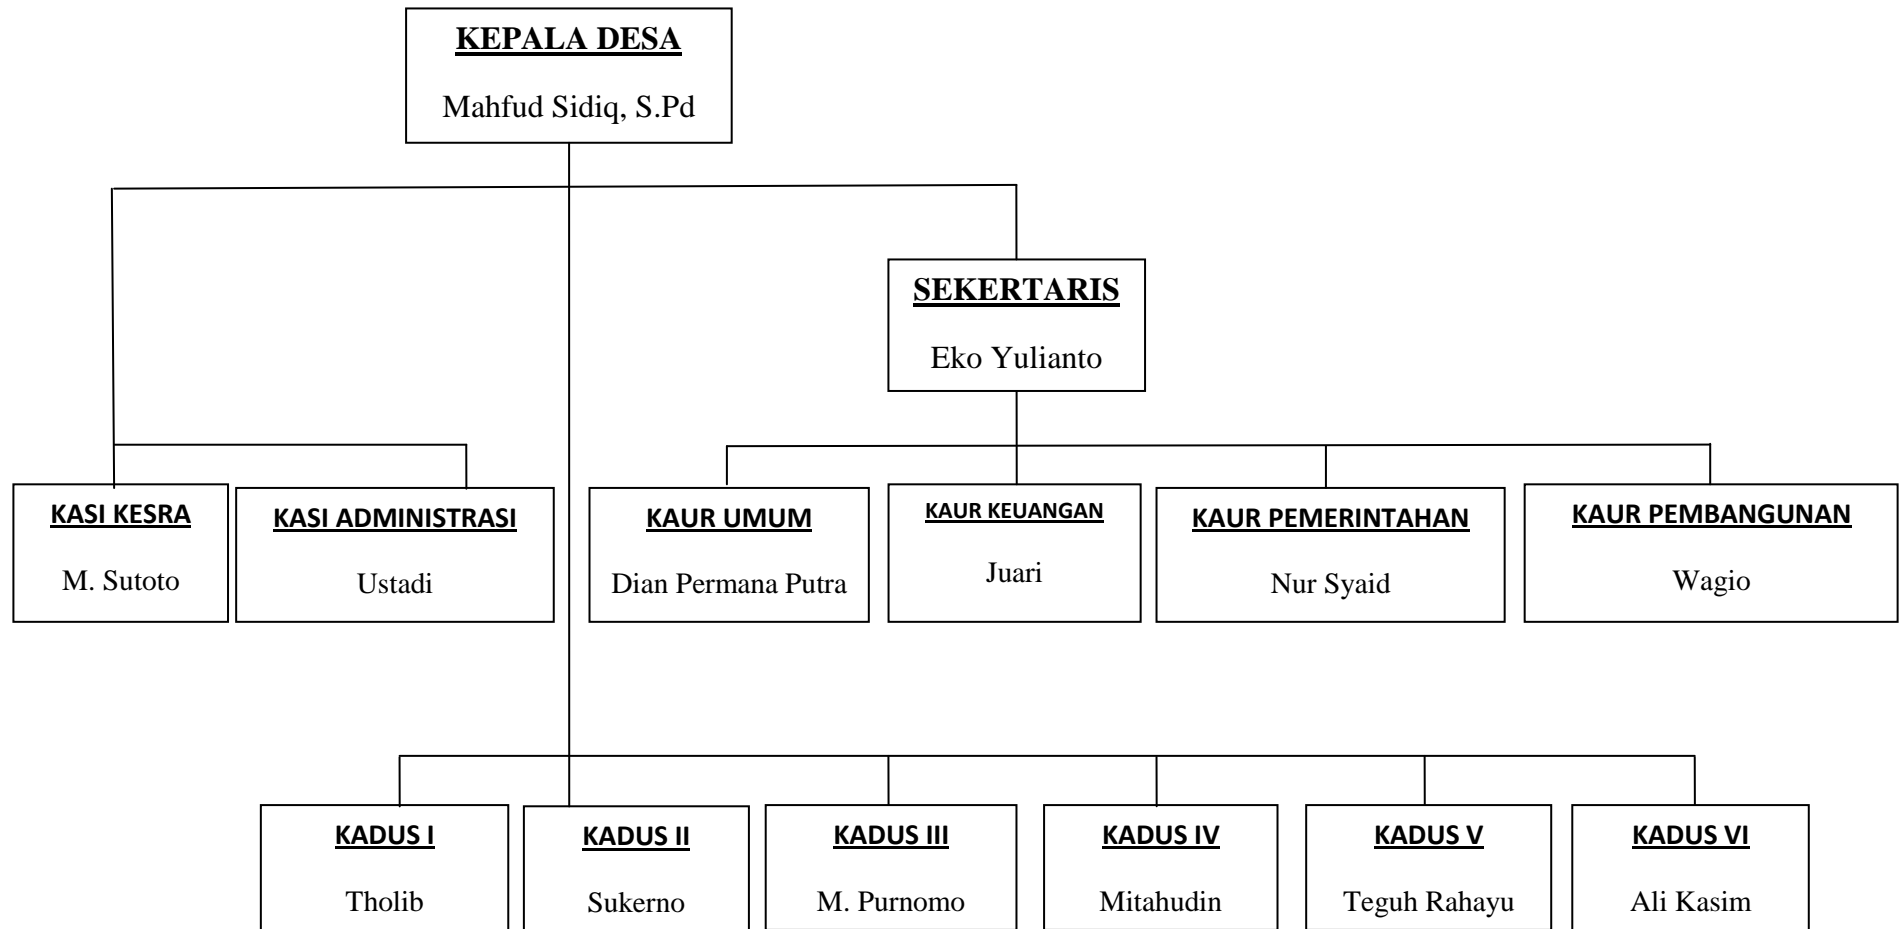 KEPALA DESA
Mahfud Sidiq, S.Pd
SEKERTARIS
Eko Yulianto
KASI KESRA
M. Sutoto
KASI ADMINISTRASI
Ustadi
KAUR UMUM
Dian Permana Putra
KAUR KEUANGAN
Juari
KAUR PEMERINTAHAN
Nur Syaid
KAUR PEMBANGUNAN
Wagio
KADUS I
Tholib
KADUS II
Sukerno
KADUS III
M. Purnomo
KADUS IV
Mitahudin
KADUS V
Teguh Rahayu
KADUS VI
Ali Kasim